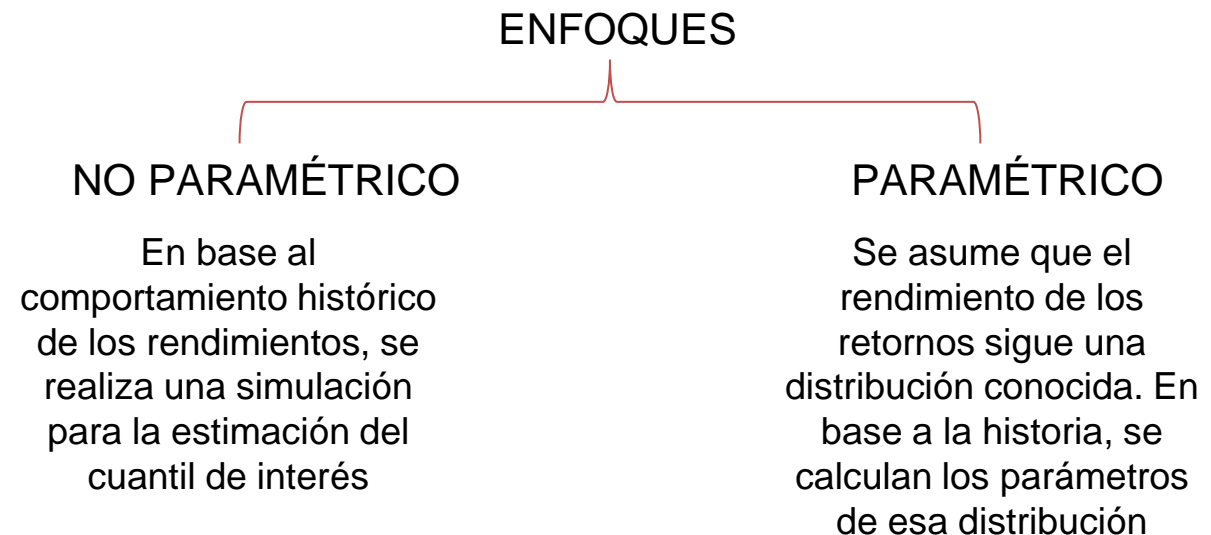 ENFOQUES
NO PARAMÉTRICO
En base al
comportamiento histórico
de los rendimientos, se
realiza una simulación
para la estimación del
cuantil de interés
PARAMÉTRICO
Se asume que el
rendimiento de los
retornos sigue una
distribución conocida. En
base a la historia, se
calculan los parámetros
de esa distribución